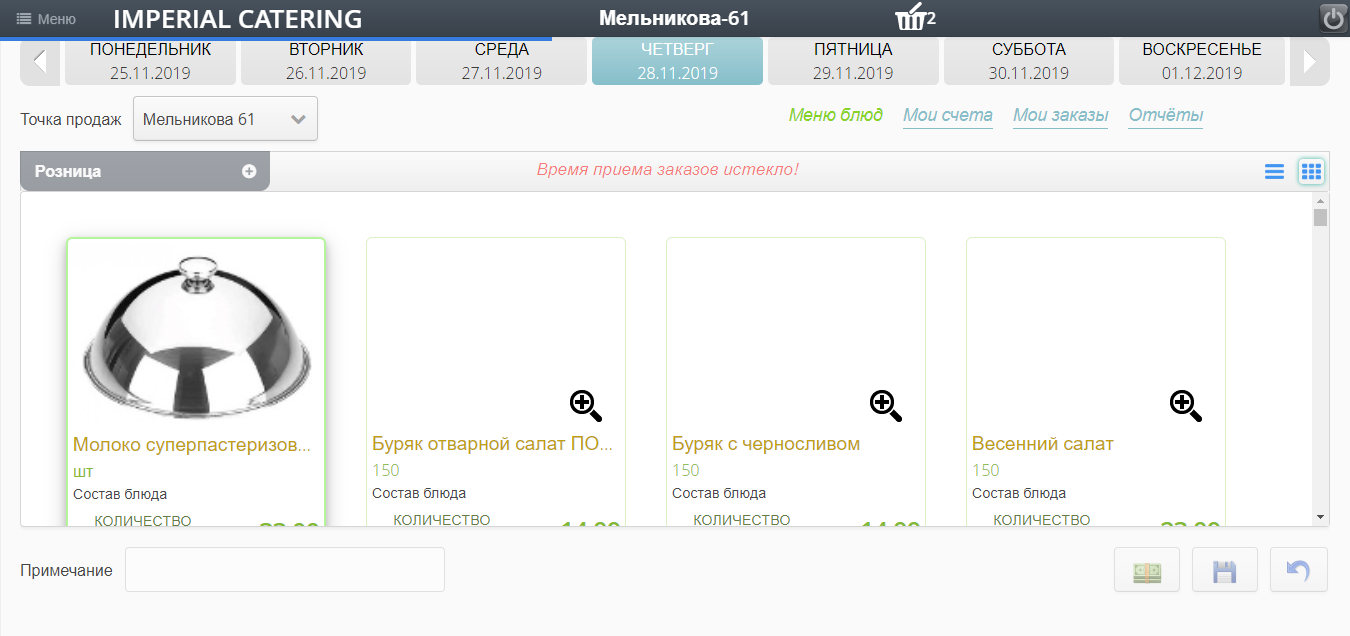 Меню IMPERIAL CATERING Мельникова-61 2
ПОНЕДЕЛЬНИК ВТОРНИК СРЕДА ЧЕТВЕРГ ПЯТНИЦА СУББОТА ВОСКРЕСЕНЬЕ
25.11.2019 26.11.2019 27.11.2019 28.11.2019 29.11.2019 30.11.2019 01.12.2019
Точка продаж Мельникова 61 Меню блюд Мои счета Мои заказы Отчёты
Розница Время приема заказов истекло!
Молоко суперпастеризов... Буряк отварной салат ПО... Буряк с черносливом Весенний салат
шт 150 150 150
Состав блюда Состав блюда Состав блюда Состав блюда
КОЛИЧЕСТВО КОЛИЧЕСТВО КОЛИЧЕСТВО КОЛИЧЕСТВО
Примечание